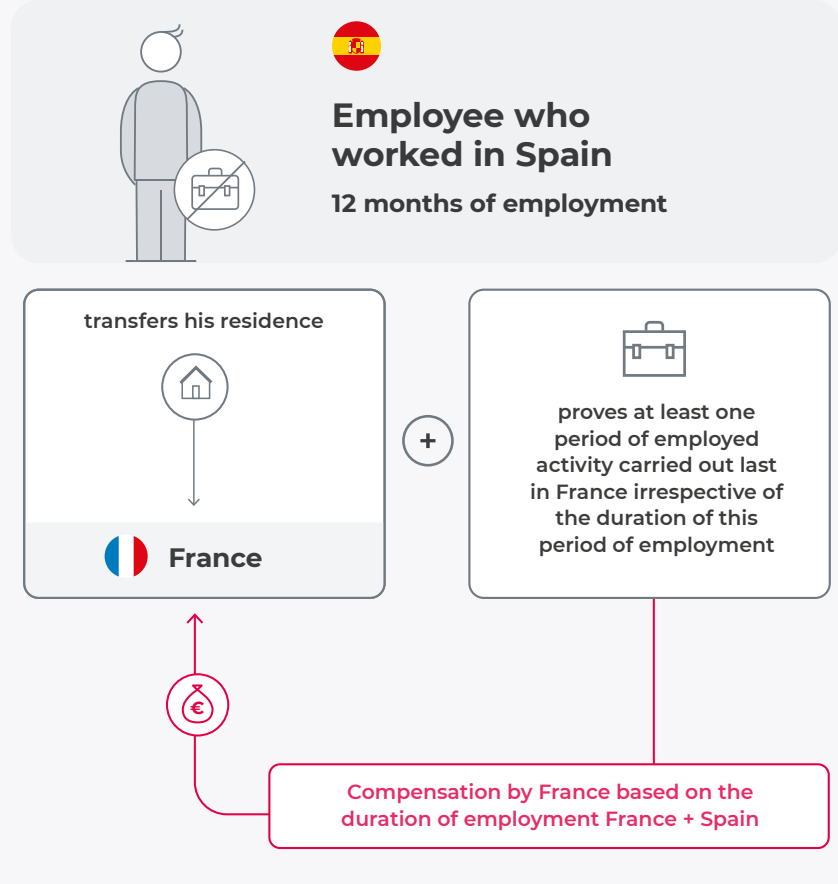 Employee who
worked in Spain
12 months of employment
transfers his residence
France
+
proves at least one
period of employed
activity carried out last
in France irrespective of
the duration of this
period of employment
€
Compensation by France based on the
duration of employment France + Spain